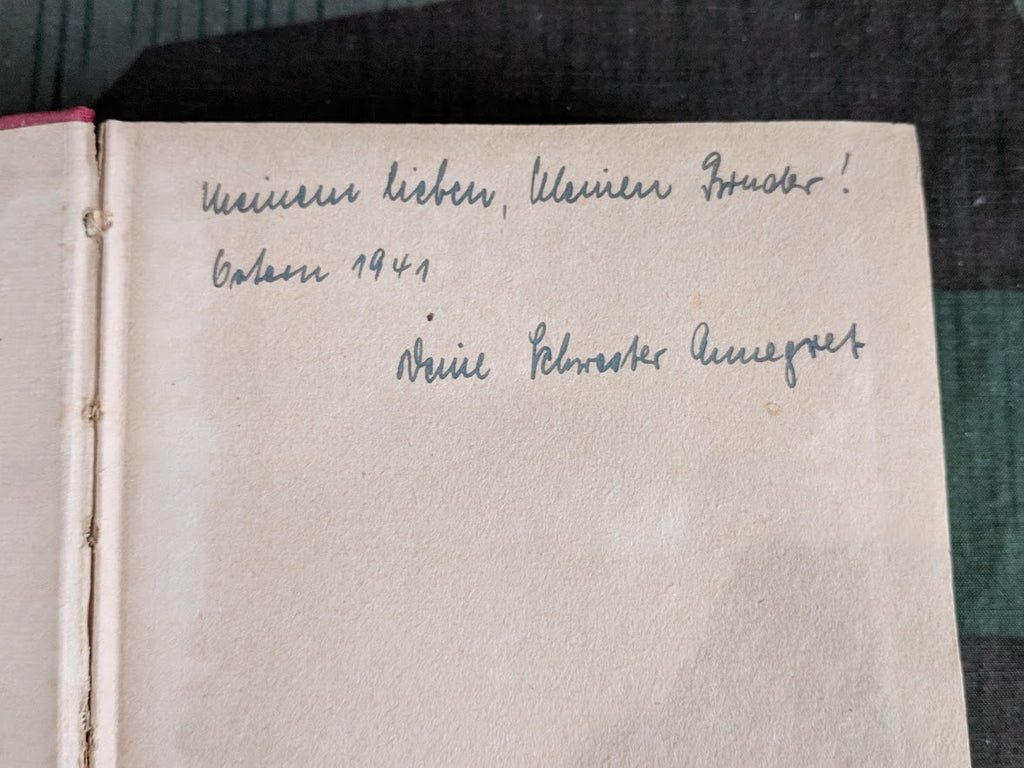 Meinem lieben, kleinen Bruder!
Ostern 1941
Deine Schwester Annegret